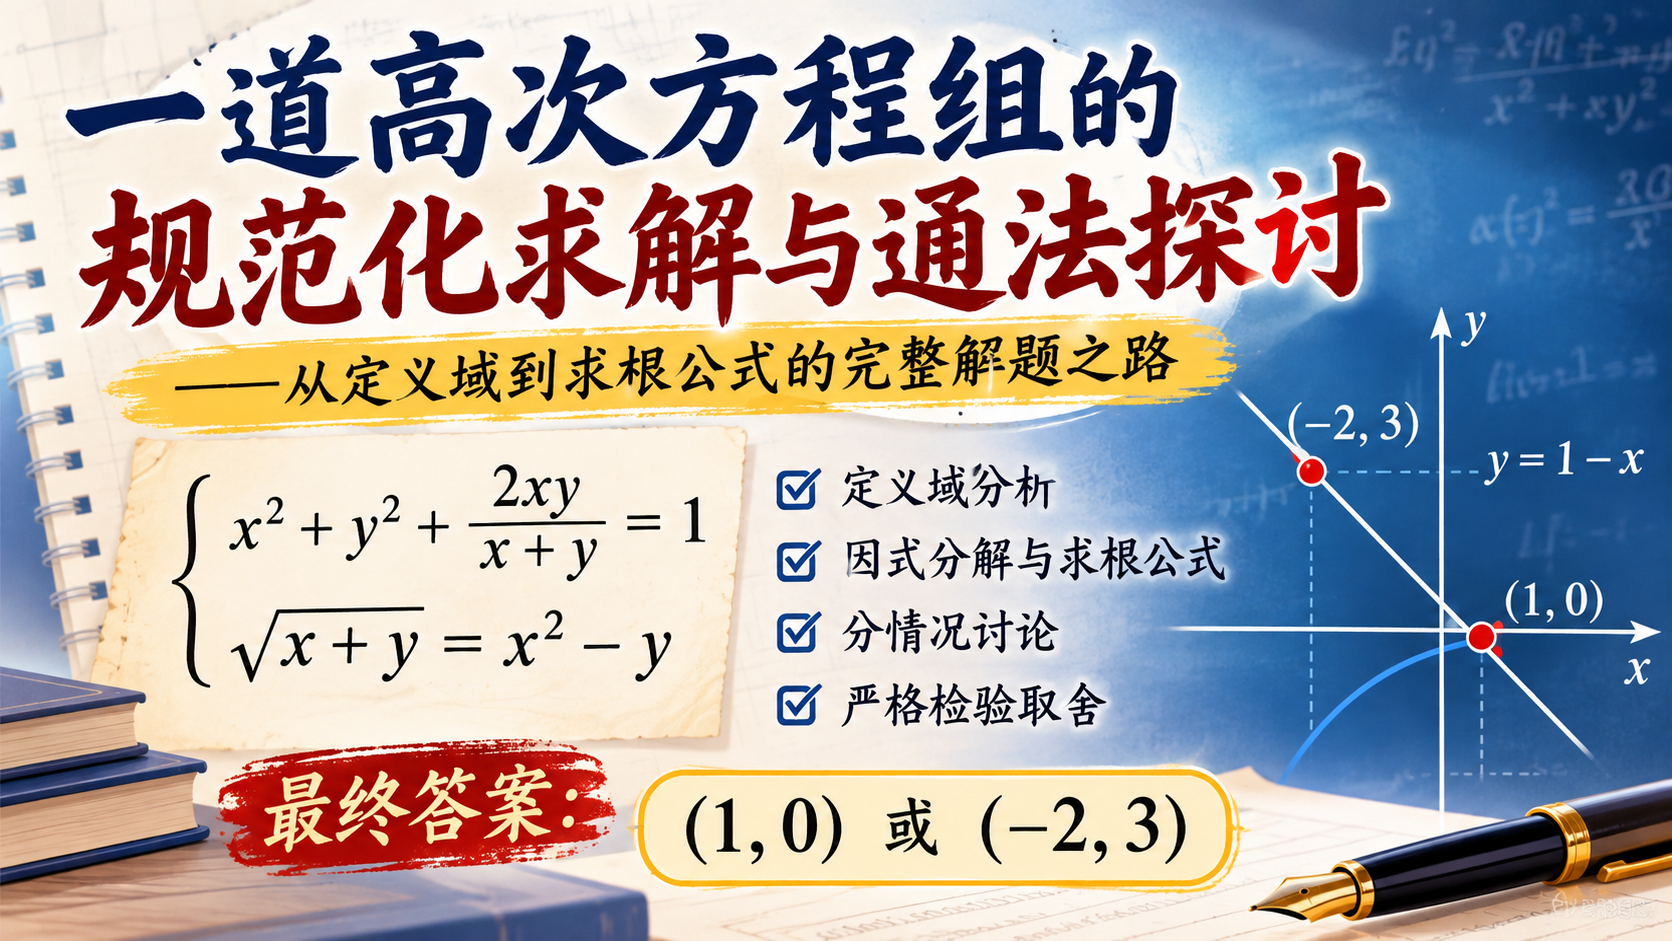 一道高次方程组的
规范化求解与通法探讨
——从定义域到求根公式的完整解题之路
x² + y² + 2xy/(x + y) = 1
√(x + y) = x² − y
定义域分析
因式分解与求根公式
分情况讨论
严格检验取舍
y
(−2, 3)
y = 1 − x
(1, 0)
x
最终答案:
(1, 0) 或 (−2, 3)